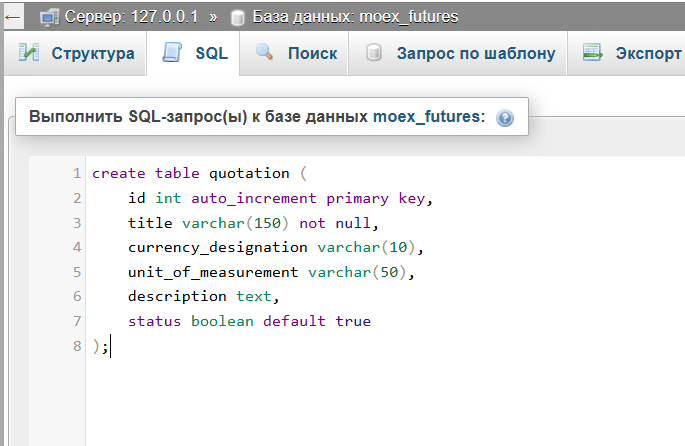 ← Сервер: 127.0.0.1 » База данных: moex_futures
Структура SQL Поиск Запрос по шаблону Экспорт
Выполнить SQL-запрос(ы) к базе данных moex_futures:
1 create table quotation (
2 id int auto_increment primary key,
3 title varchar(150) not null,
4 currency_designation varchar(10),
5 unit_of_measurement varchar(50),
6 description text,
7 status boolean default true
8 );